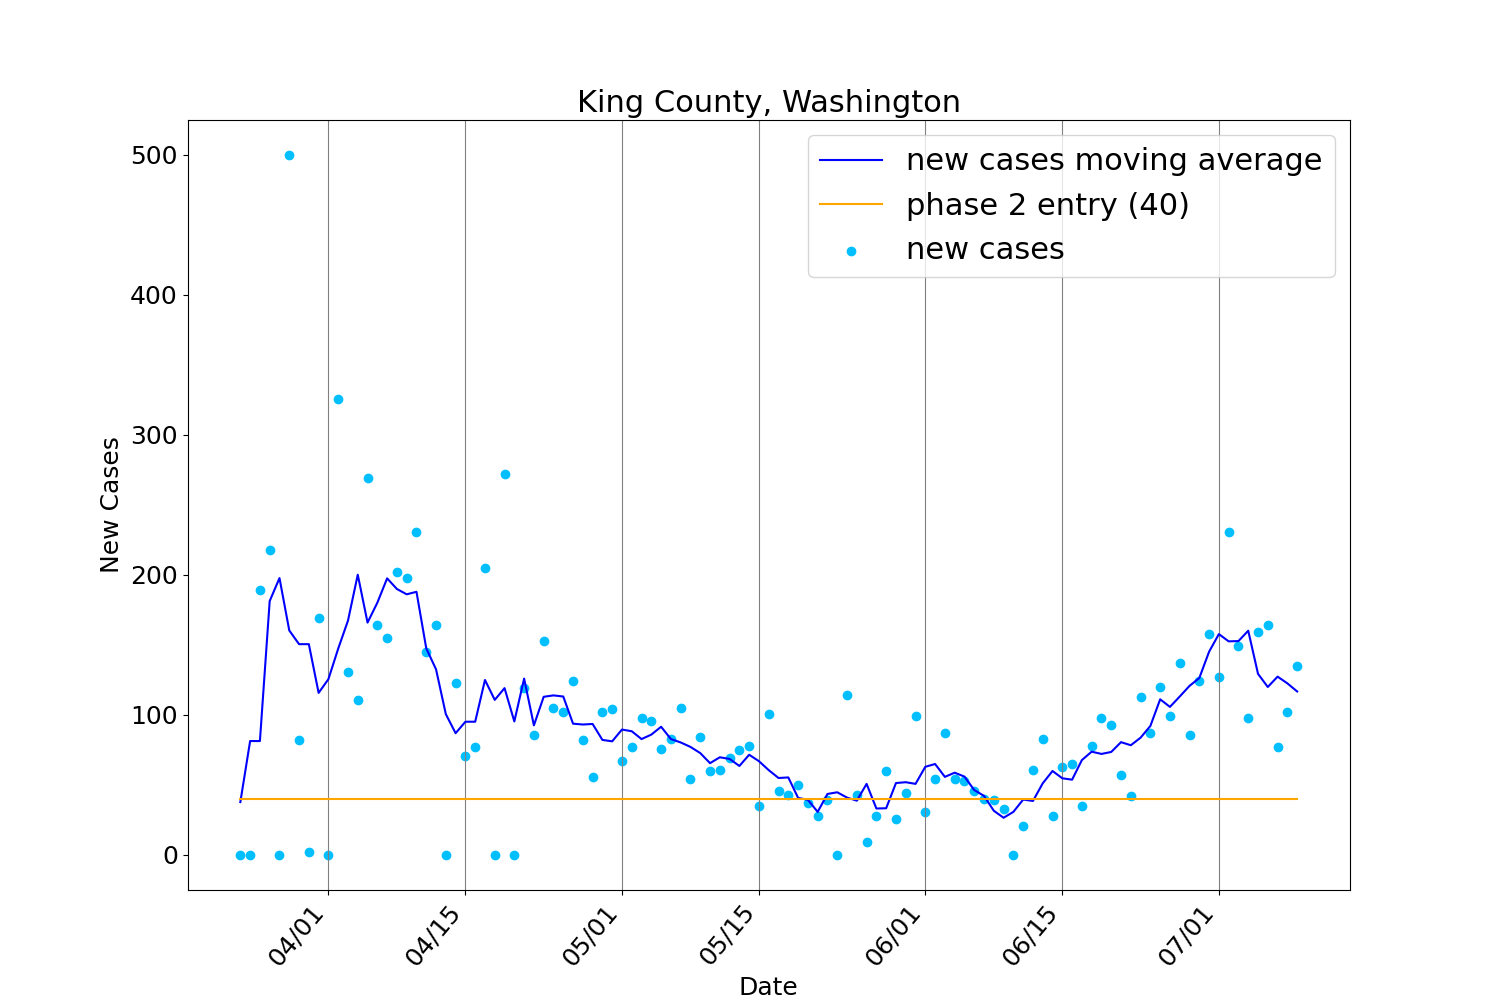 King County, Washington
new cases moving average
phase 2 entry (40)
new cases
500
400
300
200
100
0
New Cases
04/01
04/15
05/01
05/15
06/01
06/15
07/01
Date